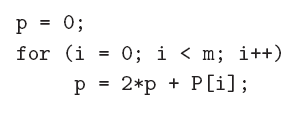 p = 0;
for (i = 0; i < m; i++)
p = 2*p + P[i];